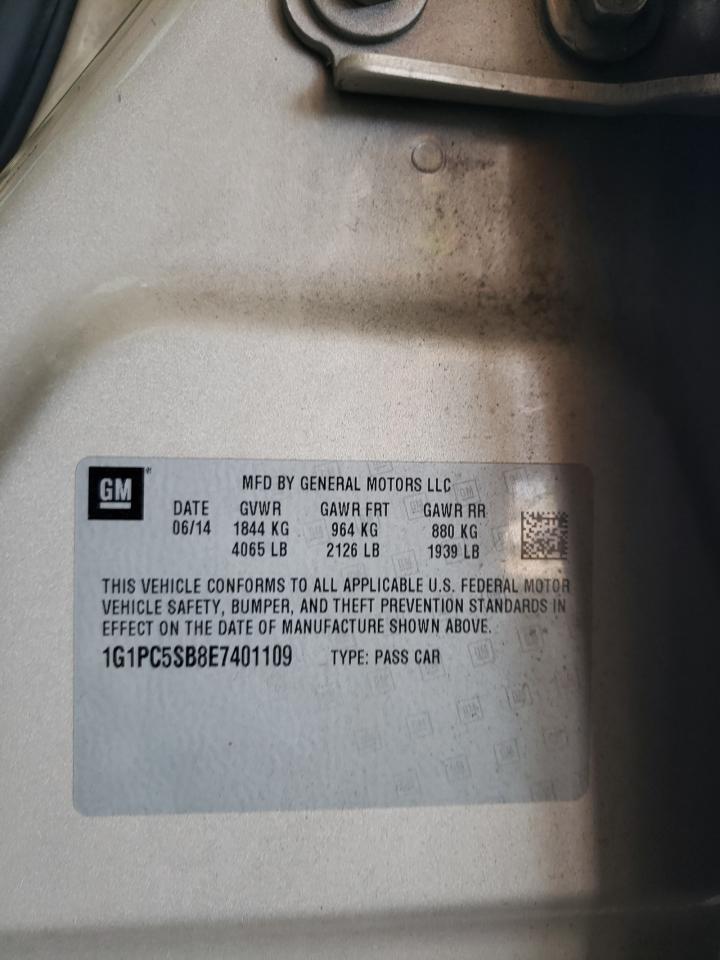 GM
MFD BY GENERAL MOTORS LLC
DATE GVWR GAWR FRT GAWR RR
06/14 1844 KG 964 KG 880 KG
4065 LB 2126 LB 1939 LB
THIS VEHICLE CONFORMS TO ALL APPLICABLE U.S. FEDERAL MOTOR
VEHICLE SAFETY, BUMPER, AND THEFT PREVENTION STANDARDS IN
EFFECT ON THE DATE OF MANUFACTURE SHOWN ABOVE.
1G1PC5SB8E7401109 TYPE: PASS CAR